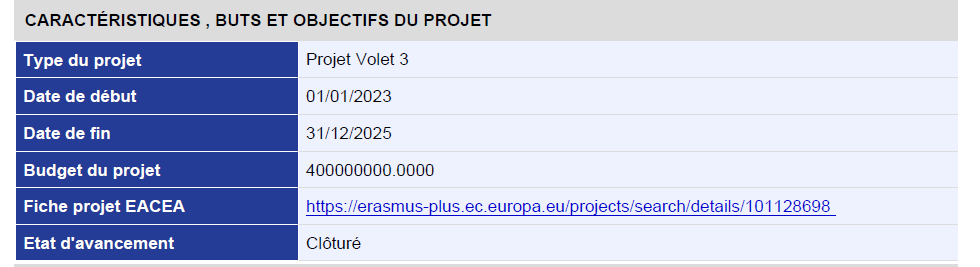 CARACTÉRISTIQUES , BUTS ET OBJECTIFS DU PROJET
Type du projet Projet Volet 3
Date de début 01/01/2023
Date de fin 31/12/2025
Budget du projet 400000000.0000
Fiche projet EACEA https://erasmus-plus.ec.europa.eu/projects/search/details/101128698
Etat d'avancement Clôturé